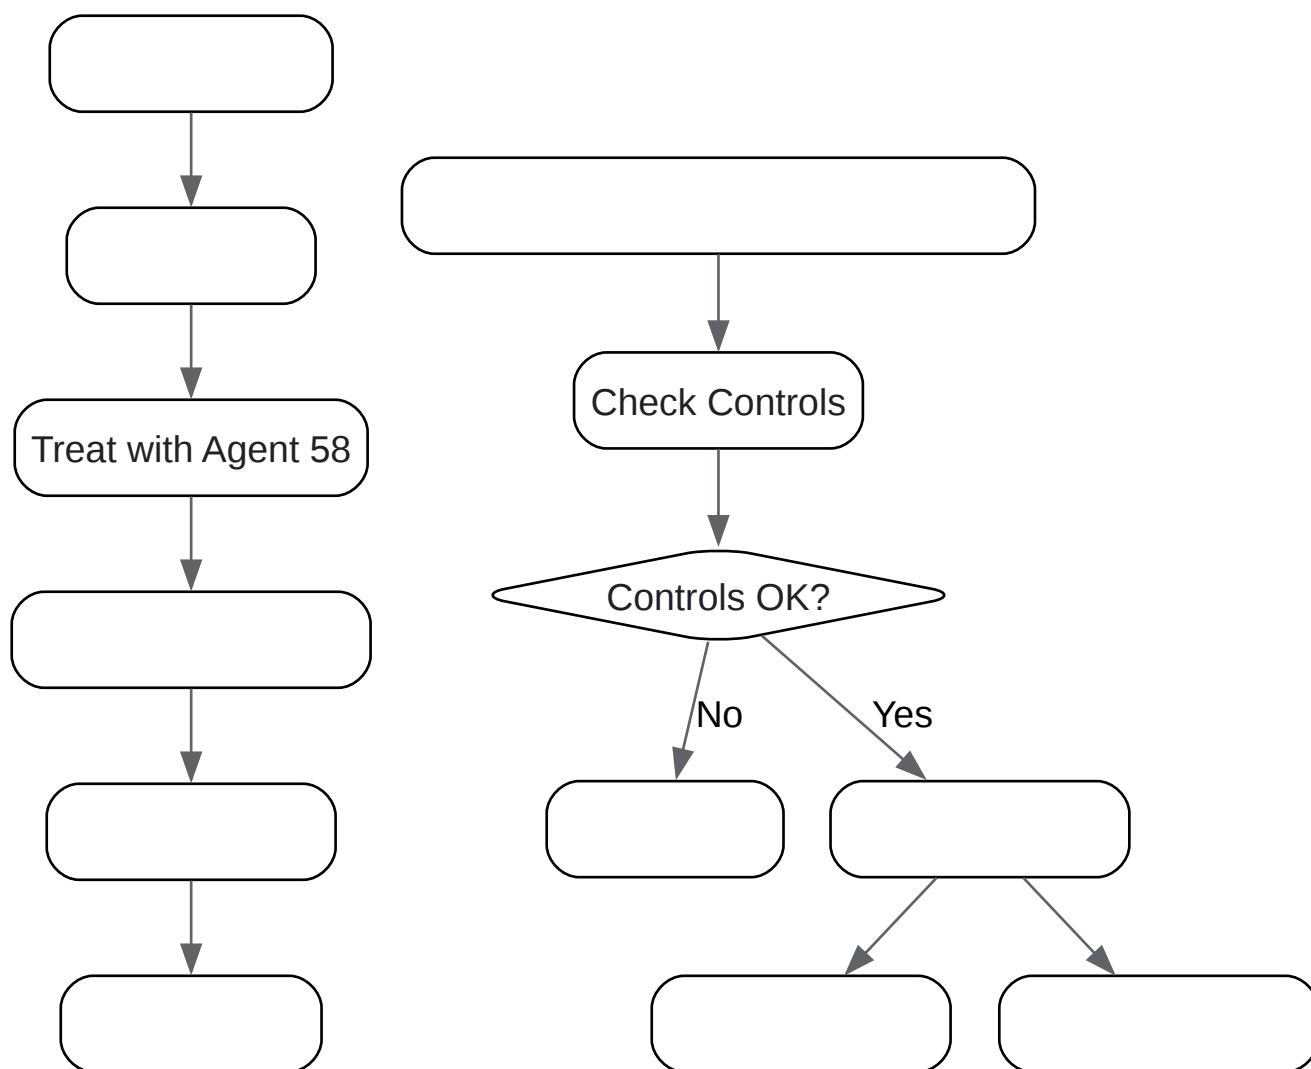 Treat with Agent 58
Check Controls
Controls OK?
No
Yes